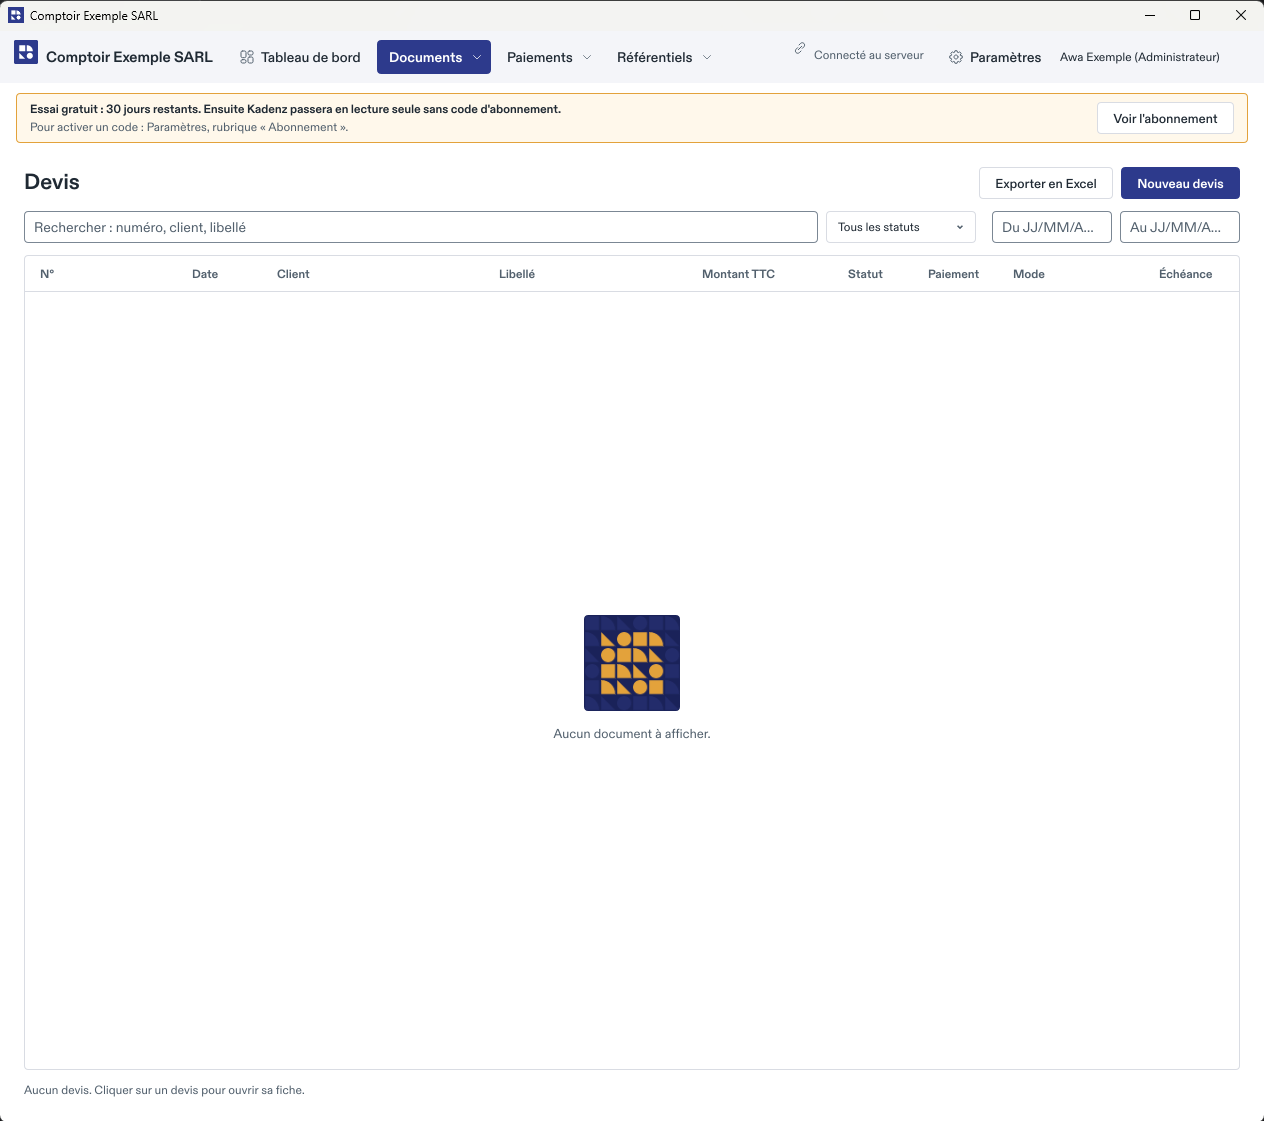 Comptoir Exemple SARL
Comptoir Exemple SARL
Tableau de bord
Documents
Paiements
Référentiels
Connecté au serveur
Paramètres
Awa Exemple (Administrateur)
Essai gratuit : 30 jours restants. Ensuite Kadenz passera en lecture seule sans code d'abonnement.
Pour activer un code : Paramètres, rubrique « Abonnement ».
Voir l'abonnement
Devis
Exporter en Excel
Nouveau devis
Rechercher : numéro, client, libellé
Tous les statuts
Du JJ/MM/A...
Au JJ/MM/A...
N°
Date
Client
Libellé
Montant TTC
Statut
Paiement
Mode
Échéance
Aucun document à afficher.
Aucun devis. Cliquer sur un devis pour ouvrir sa fiche.